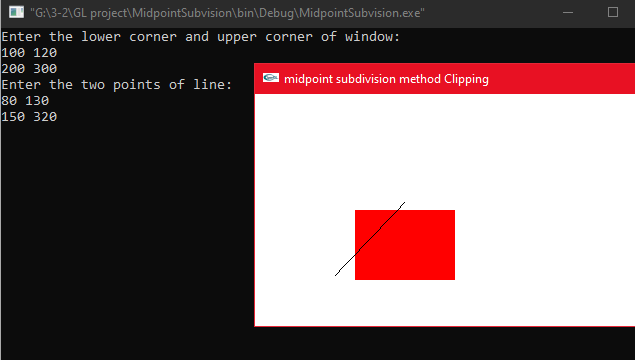 "G:\3-2\GL project\MidpointSubvision\bin\Debug\MidpointSubvision.exe"
Enter the lower corner and upper corner of window:
100 120
200 300
Enter the two points of line:
80 130
150 320
midpoint subdivision method Clipping